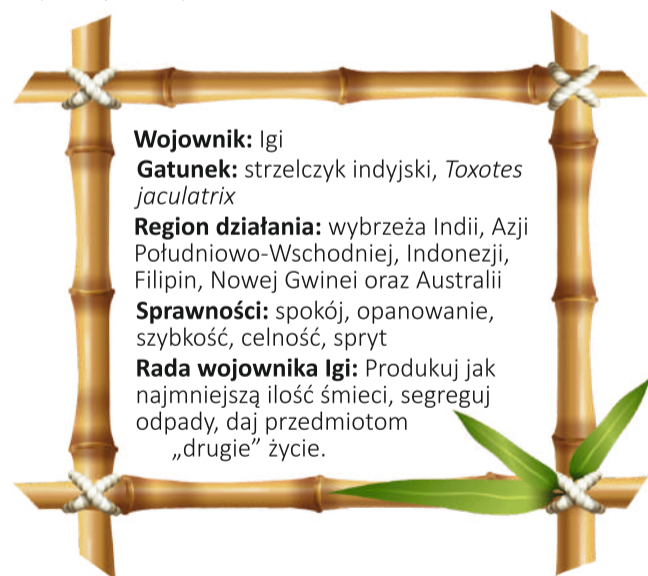 Wojownik: Igi
Gatunek: strzelczyk indyjski, Toxotes
jaculatrix
Region działania: wybrzeża Indii, Azji
Południowo-Wschodniej, Indonezji,
Filipin, Nowej Gwinei oraz Australii
Sprawności: spokój, opanowanie,
szybkość, celność, spryt
Rada wojownika Igi: Produkuj jak
najmniejszą ilość śmieci, segreguj
odpady, daj przedmiotom
„drugie” życie.